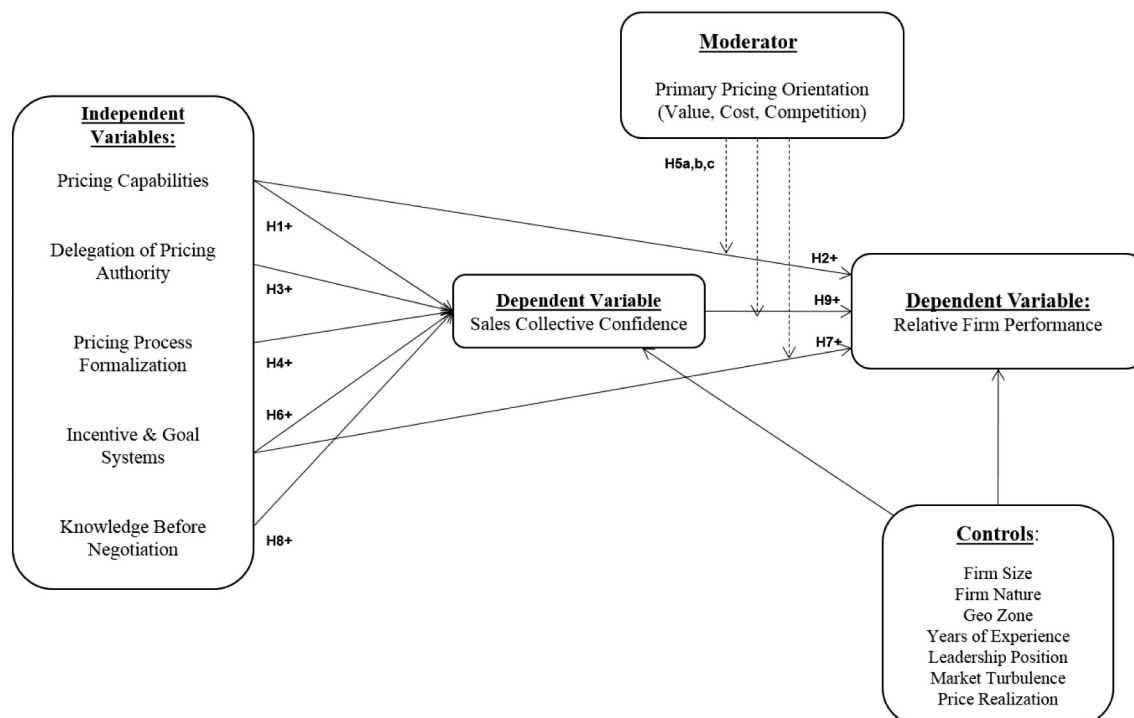 Moderator
Primary Pricing Orientation
(Value, Cost, Competition)
Independent
Variables:
Pricing Capabilities
Delegation of Pricing
Authority
Pricing Process
Formalization
Incentive & Goal
Systems
Knowledge Before
Negotiation
H1+
H3+
H4+
H6+
H8+
H5a,b,c
H2+
H9+
H7+
Dependent Variable
Sales Collective Confidence
Dependent Variable:
Relative Firm Performance
Controls:
Firm Size
Firm Nature
Geo Zone
Years of Experience
Leadership Position
Market Turbulence
Price Realization